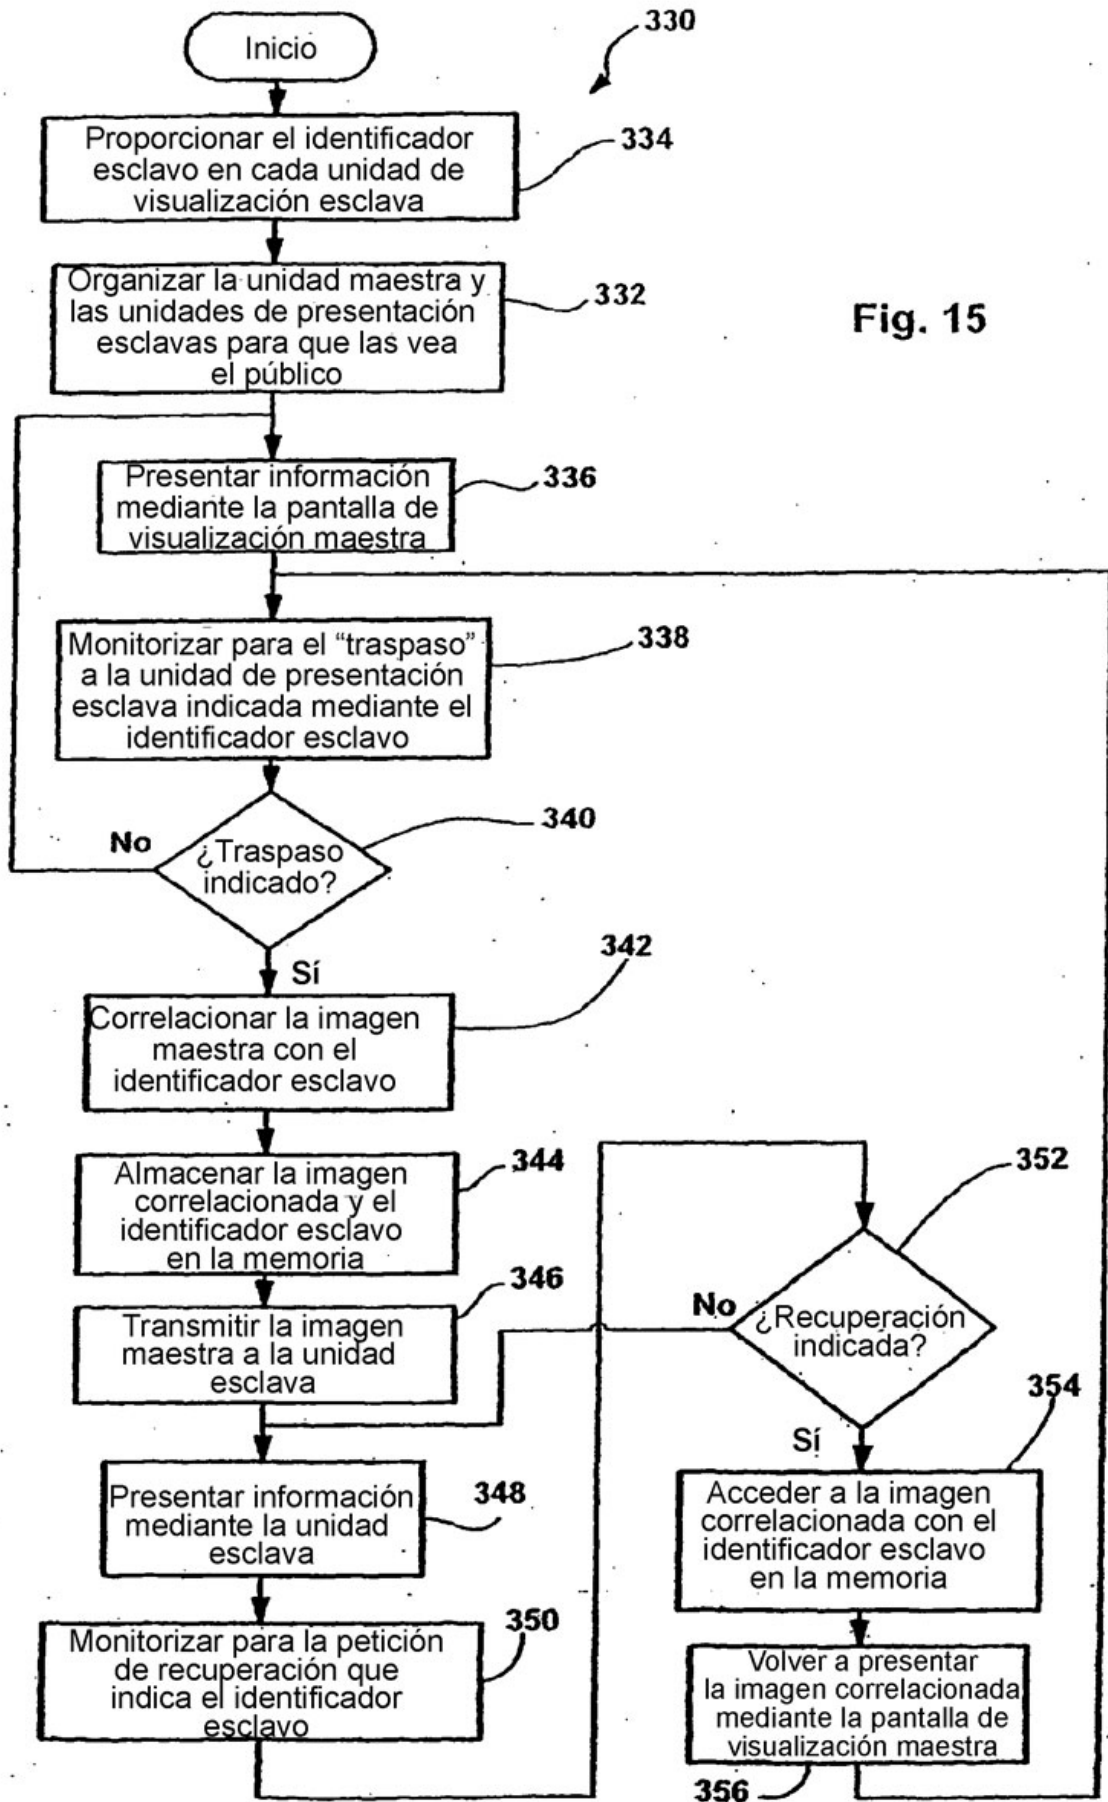 Inicio
330
Proporcionar el identificador
esclavo en cada unidad de
visualización esclava
334
Organizar la unidad maestra y
las unidades de presentación
esclavas para que las vea
el público
332
Fig. 15
Presentar información
mediante la pantalla de
visualización maestra
336
Monitorizar para el “traspaso”
a la unidad de presentación
esclava indicada mediante el
identificador esclavo
338
¿Traspaso
indicado?
340
No
Sí
Correlacionar la imagen
maestra con el
identificador esclavo
342
Almacenar la imagen
correlacionada y el
identificador esclavo
en la memoria
344
Transmitir la imagen
maestra a la unidad
esclava
346
Presentar información
mediante la unidad
esclava
348
Monitorizar para la petición
de recuperación que
indica el identificador
esclavo
350
¿Recuperación
indicada?
352
No
Sí
Acceder a la imagen
correlacionada con el
identificador esclavo
en la memoria
354
Volver a presentar
la imagen correlacionada
mediante la pantalla de
visualización maestra
356